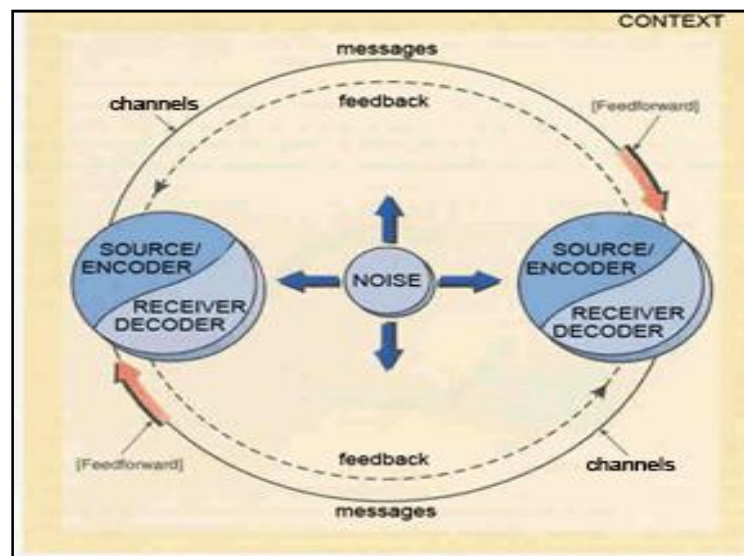 CONTEXT
messages
channels
feedback
[Feedforward]
SOURCE/
ENCODER
RECEIVER
DECODER
NOISE
SOURCE/
ENCODER
RECEIVER
DECODER
[Feedforward]
feedback
channels
messages